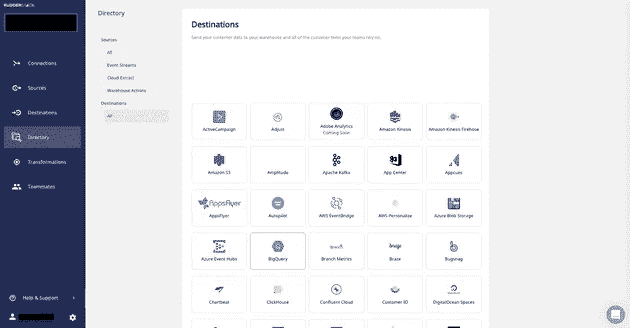 RUDDERSTACK
Directory
Connections
Sources
Destinations
Directory
Transformations
Teammates
Help & Support
Sources
All
Event Streams
Cloud Extract
Warehouse Actions
Destinations
All
Destinations
Send your customer data to your warehouse and all of the customer tools your teams rely on.
ActiveCampaign
Adjust
Adobe Analytics
Coming Soon
Amazon Kinesis
Amazon Kinesis Firehose
Amazon S3
Amplitude
Apache Kafka
App Center
Appcues
AppsFlyer
AppsFlyer
Autopilot
AWS EventBridge
AWS Personalize
Azure Blob Storage
Azure Event Hubs
BigQuery
branch
Branch Metrics
braze
Braze
Bugsnag
Chartbeat
ClickHouse
Confluent Cloud
Customer IO
DigitalOcean Spaces